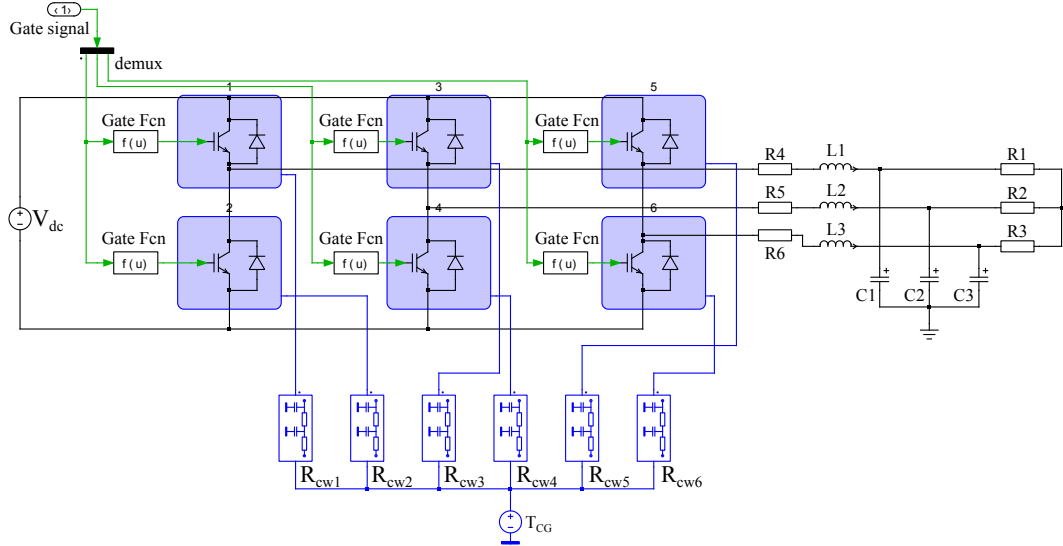 ‹ 1 ›
Gate signal
demux
1
3
5
Gate Fcn
Gate Fcn
Gate Fcn
f(u)
f(u)
f(u)
R4
L1
R1
R5
L2
R2
R6
L3
R3
Vdc
2
4
6
Gate Fcn
Gate Fcn
Gate Fcn
f(u)
f(u)
f(u)
C1
C2
C3
Rcw1
Rcw2
Rcw3
Rcw4
Rcw5
Rcw6
TCG